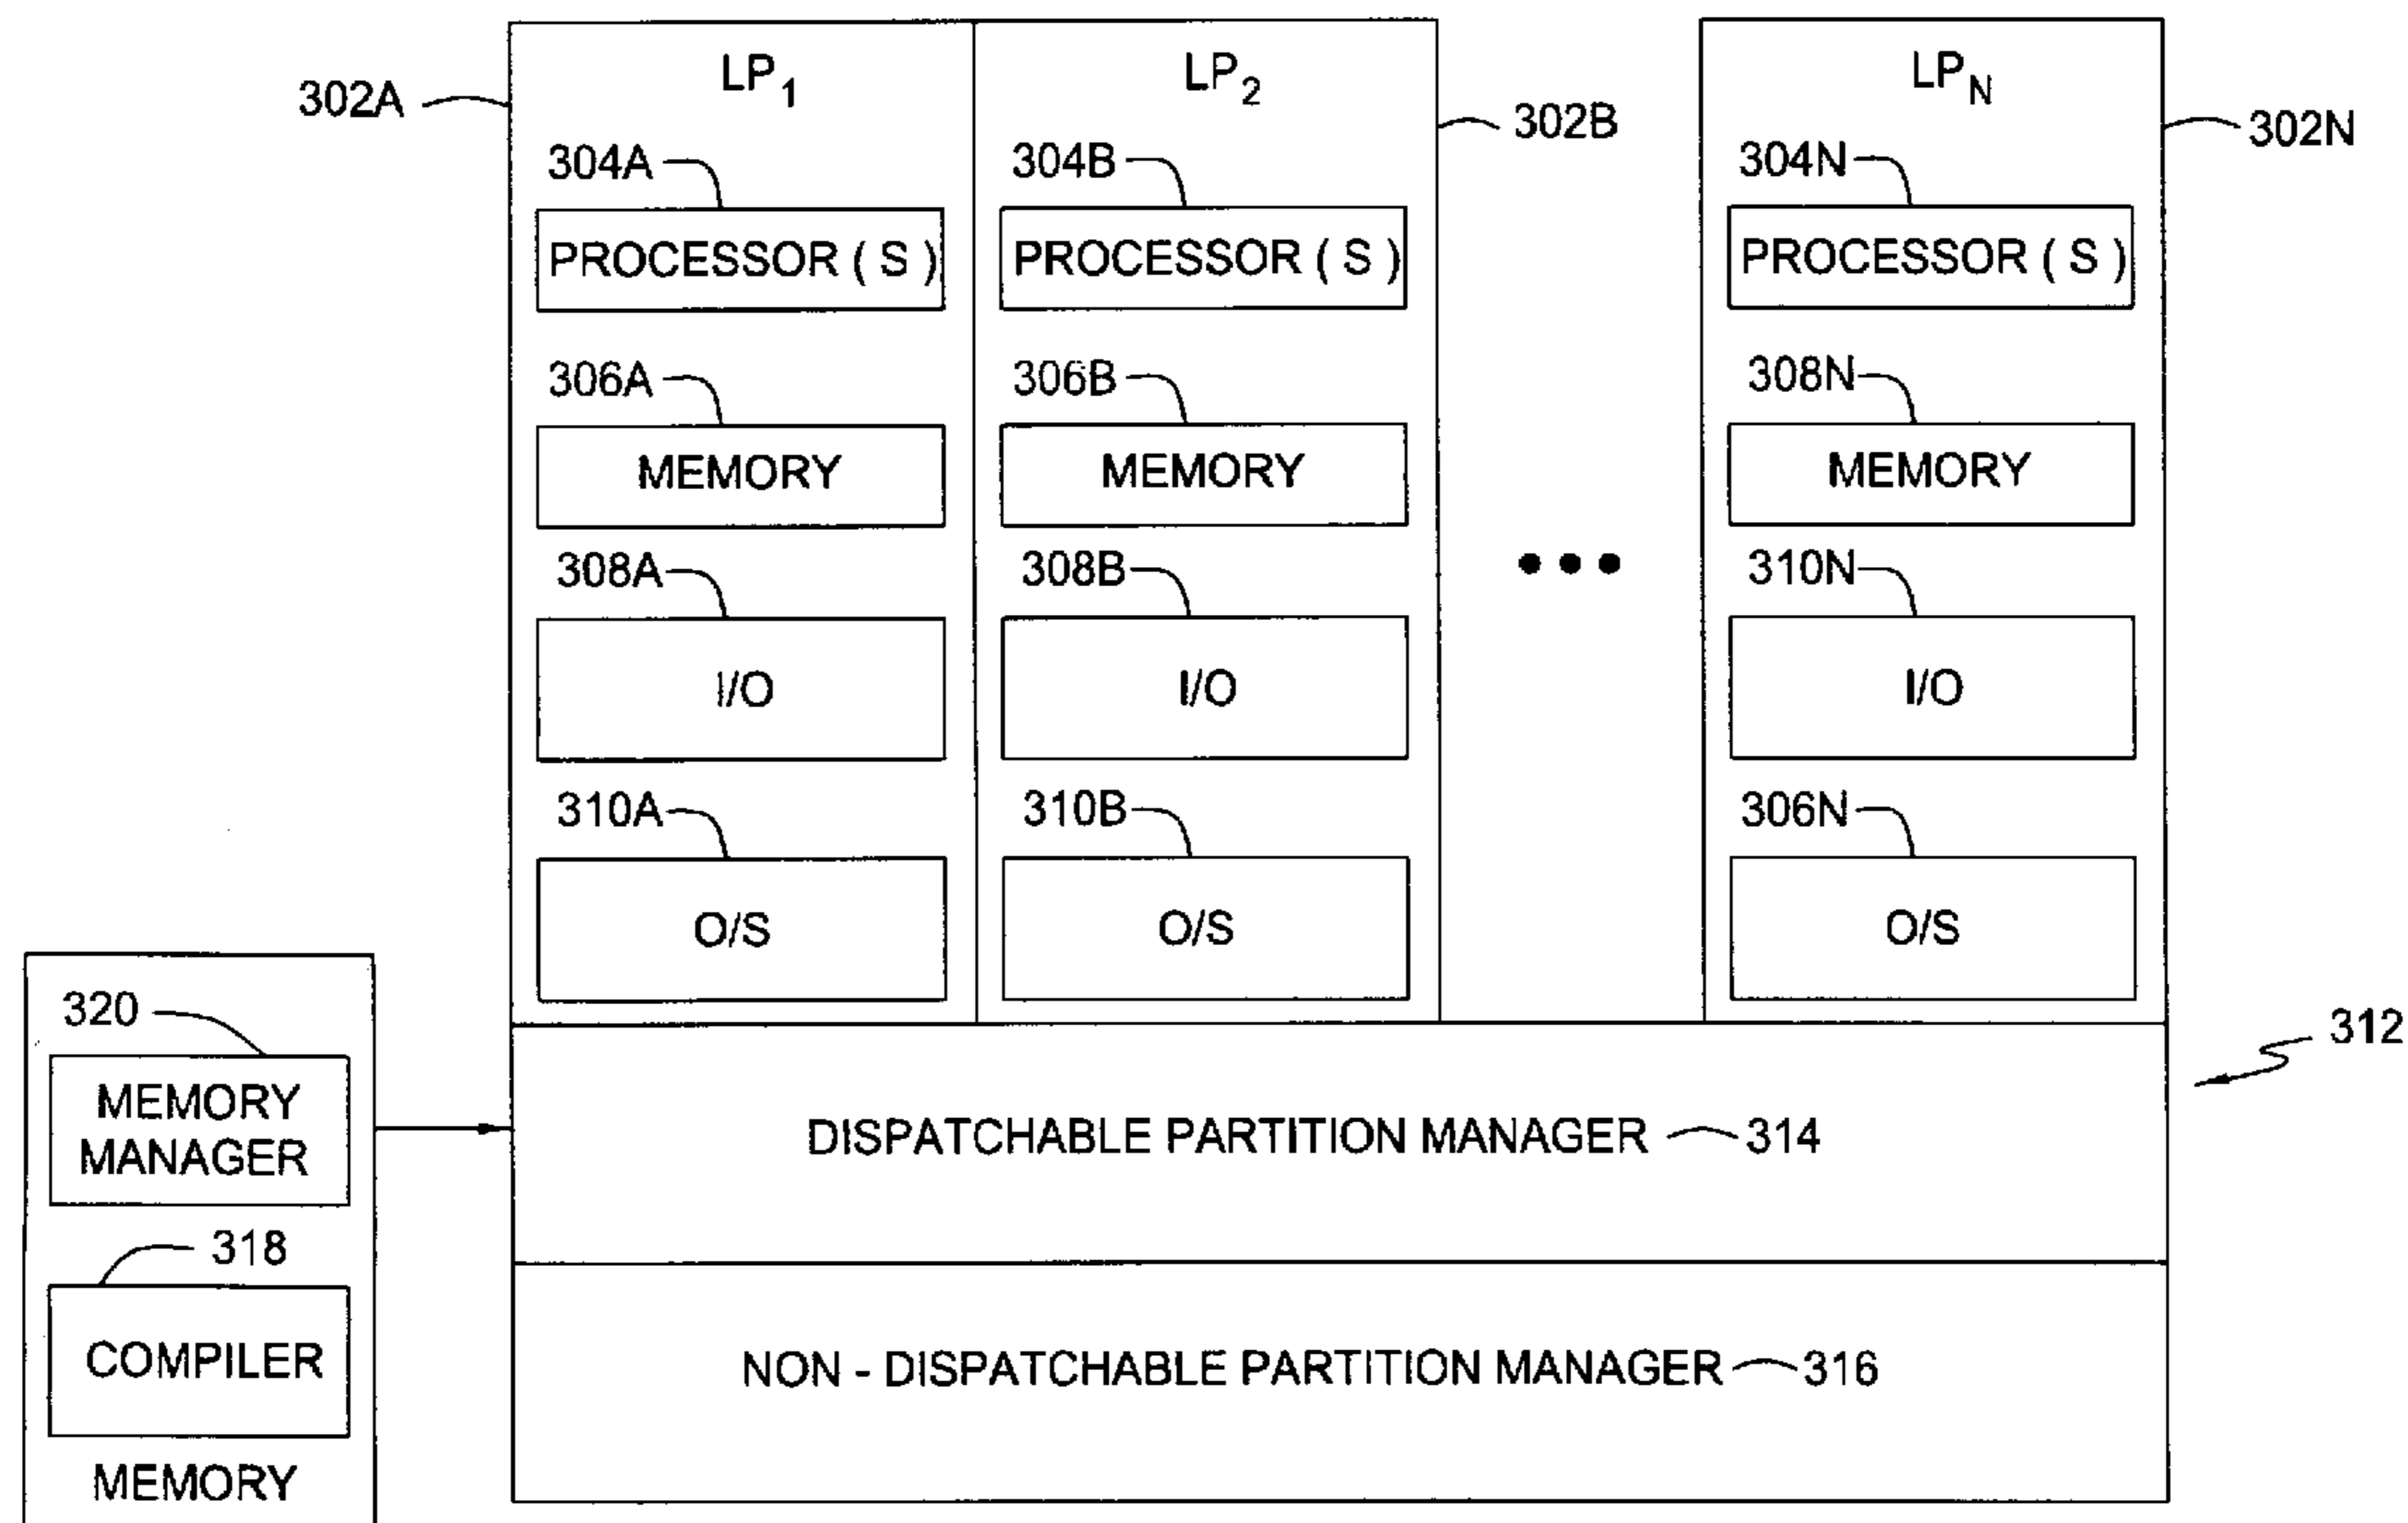 LP1
LP2
LPN
302A
302B
302N
304A
304B
304N
PROCESSOR ( S )
PROCESSOR ( S )
PROCESSOR ( S )
306A
306B
308N
MEMORY
MEMORY
MEMORY
308A
308B
310N
I/O
I/O
I/O
310A
310B
306N
O/S
O/S
O/S
320
MEMORY
MANAGER
318
COMPILER
MEMORY
312
DISPATCHABLE PARTITION MANAGER 314
NON - DISPATCHABLE PARTITION MANAGER 316